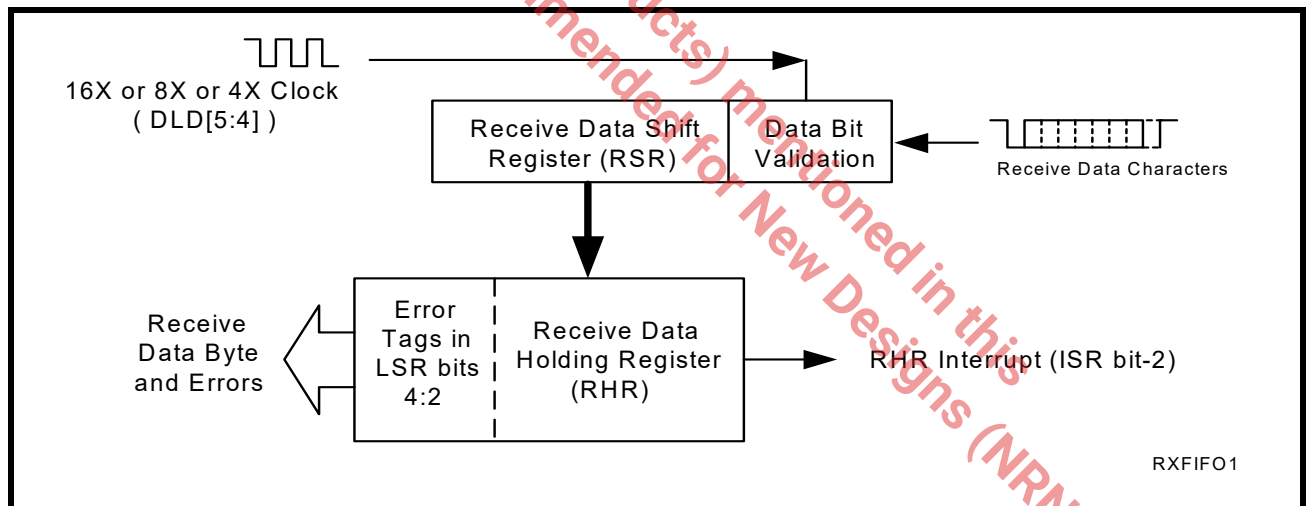 16X or 8X or 4X Clock
( DLD[5:4] )
Receive Data Shift
Register (RSR)
Data Bit
Validation
Receive Data Characters
Receive
Data Byte
and Errors
Error
Tags in
LSR bits
4:2
Receive Data
Holding Register
(RHR)
RHR Interrupt (ISR bit-2)
RXFIFO1
mentioned in this
for New Designs